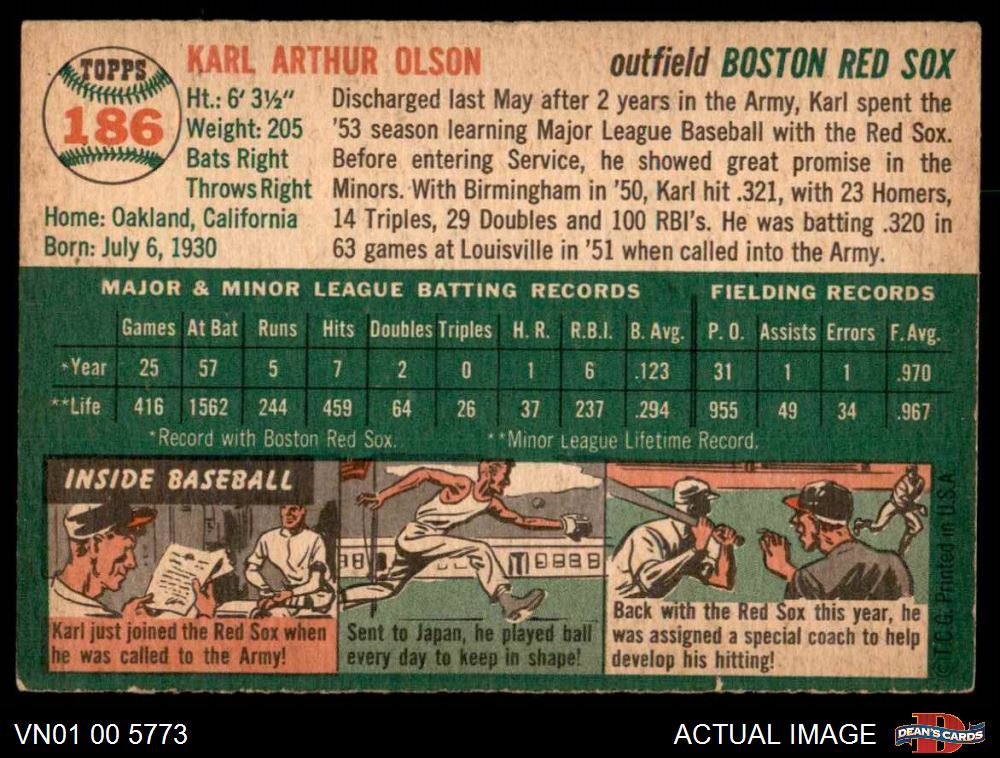 TOPPS
186
KARL ARTHUR OLSON
outfield BOSTON RED SOX
Ht.: 6' 3½"
Weight: 205
Bats Right
Throws Right
Home: Oakland, California
Born: July 6, 1930
Discharged last May after 2 years in the Army, Karl spent the
'53 season learning Major League Baseball with the Red Sox.
Before entering Service, he showed great promise in the
Minors. With Birmingham in '50, Karl hit .321, with 23 Homers,
14 Triples, 29 Doubles and 100 RBI's. He was batting .320 in
63 games at Louisville in '51 when called into the Army.
MAJOR & MINOR LEAGUE BATTING RECORDS FIELDING RECORDS
Games At Bat Runs Hits Doubles Triples H. R. R.B.I. B. Avg. P. O. Assists Errors F. Avg.
*Year 25 57 5 7 2 0 1 6 .123 31 1 1 .970
**Life 416 1562 244 459 64 26 37 237 .294 955 49 34 .967
*Record with Boston Red Sox. **Minor League Lifetime Record.
INSIDE BASEBALL
Karl just joined the Red Sox when
he was called to the Army!
Sent to Japan, he played ball
every day to keep in shape!
Back with the Red Sox this year, he
was assigned a special coach to help
develop his hitting!
©T.C.G. Printed in U.S.A
VN01 00 5773
ACTUAL IMAGE
DEAN'S CARDS